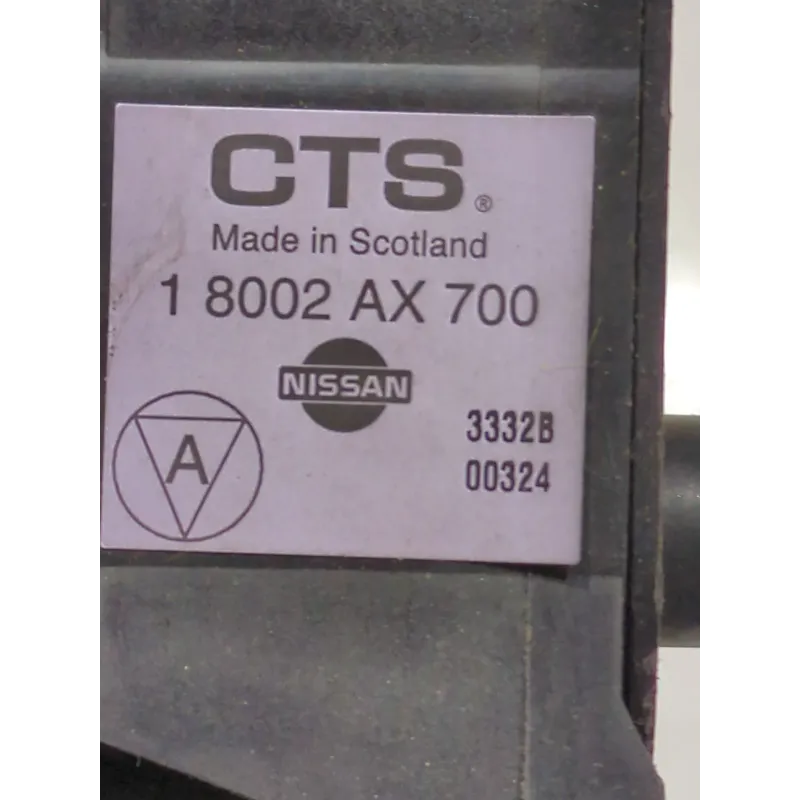 CTS®
Made in Scotland
1 8002 AX 700
NISSAN
3332B
A
00324